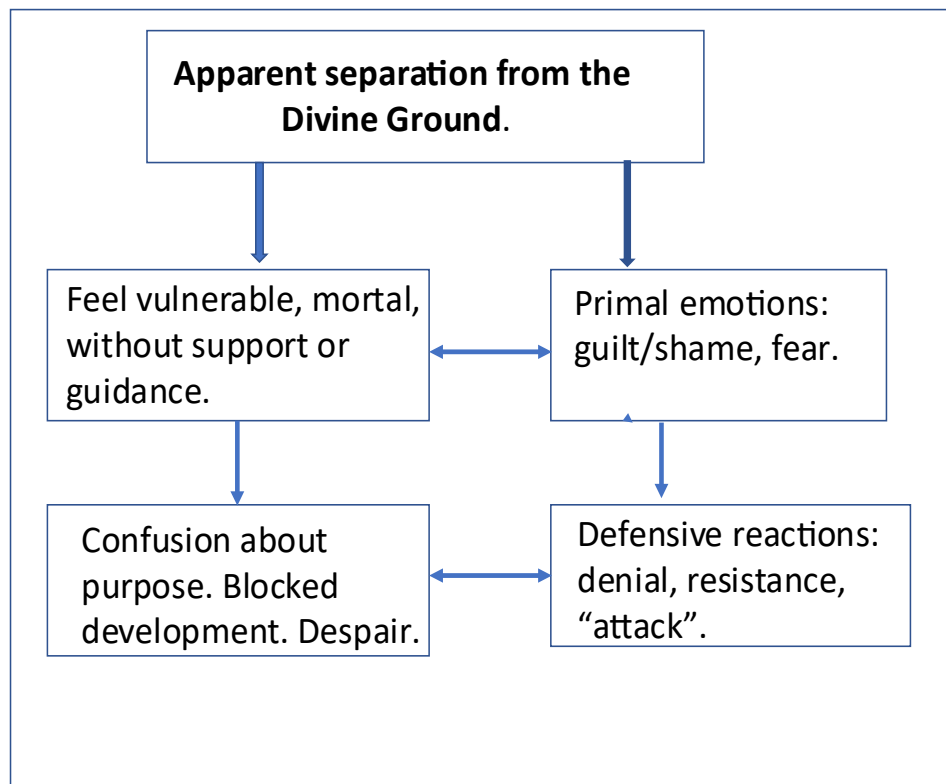 Apparent separation from the
Divine Ground.
Feel vulnerable, mortal,
without support or
guidance.
Primal emotions:
guilt/shame, fear.
Confusion about
purpose. Blocked
development. Despair.
Defensive reactions:
denial, resistance,
“attack”.